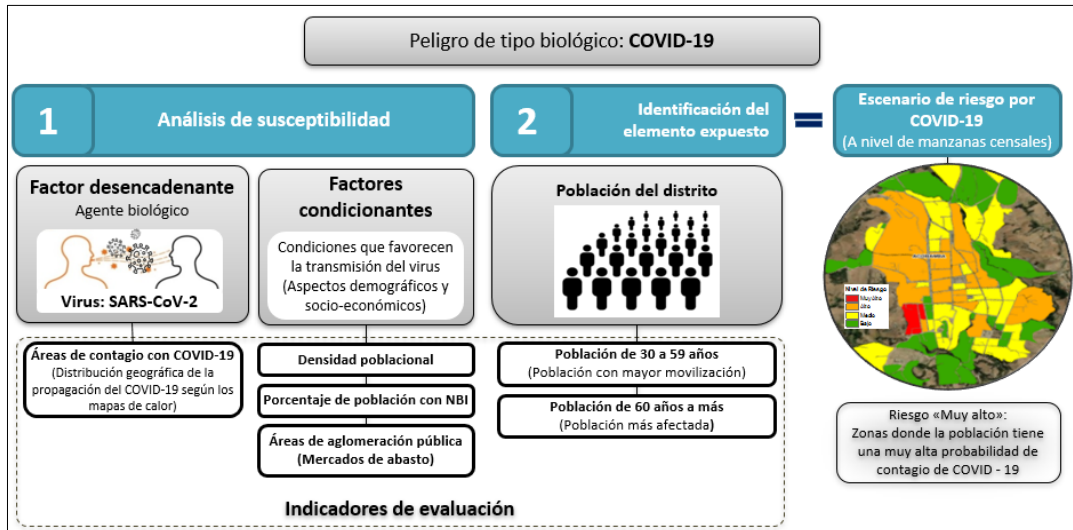 Peligro de tipo biológico: COVID-19
1
Análisis de susceptibilidad
2
Identificación del
elemento expuesto
=
Escenario de riesgo por
COVID-19
(A nivel de manzanas censales)
Factor desencadenante
Agente biológico
Virus: SARS-CoV-2
Factores
condicionantes
Condiciones que favorecen
la transmisión del virus
(Aspectos demográficos y
socio-económicos)
Población del distrito
Nivel de Riesgo
Muy Alto
Alto
Medio
Bajo
Áreas de contagio con COVID-19
(Distribución geográfica de la
propagación del COVID-19 según los
mapas de calor)
Densidad poblacional
Porcentaje de población con NBI
Áreas de aglomeración pública
(Mercados de abasto)
Población de 30 a 59 años
(Población con mayor movilización)
Población de 60 años a más
(Población más afectada)
Riesgo «Muy alto»:
Zonas donde la población tiene
una muy alta probabilidad de
contagio de COVID - 19
Indicadores de evaluación